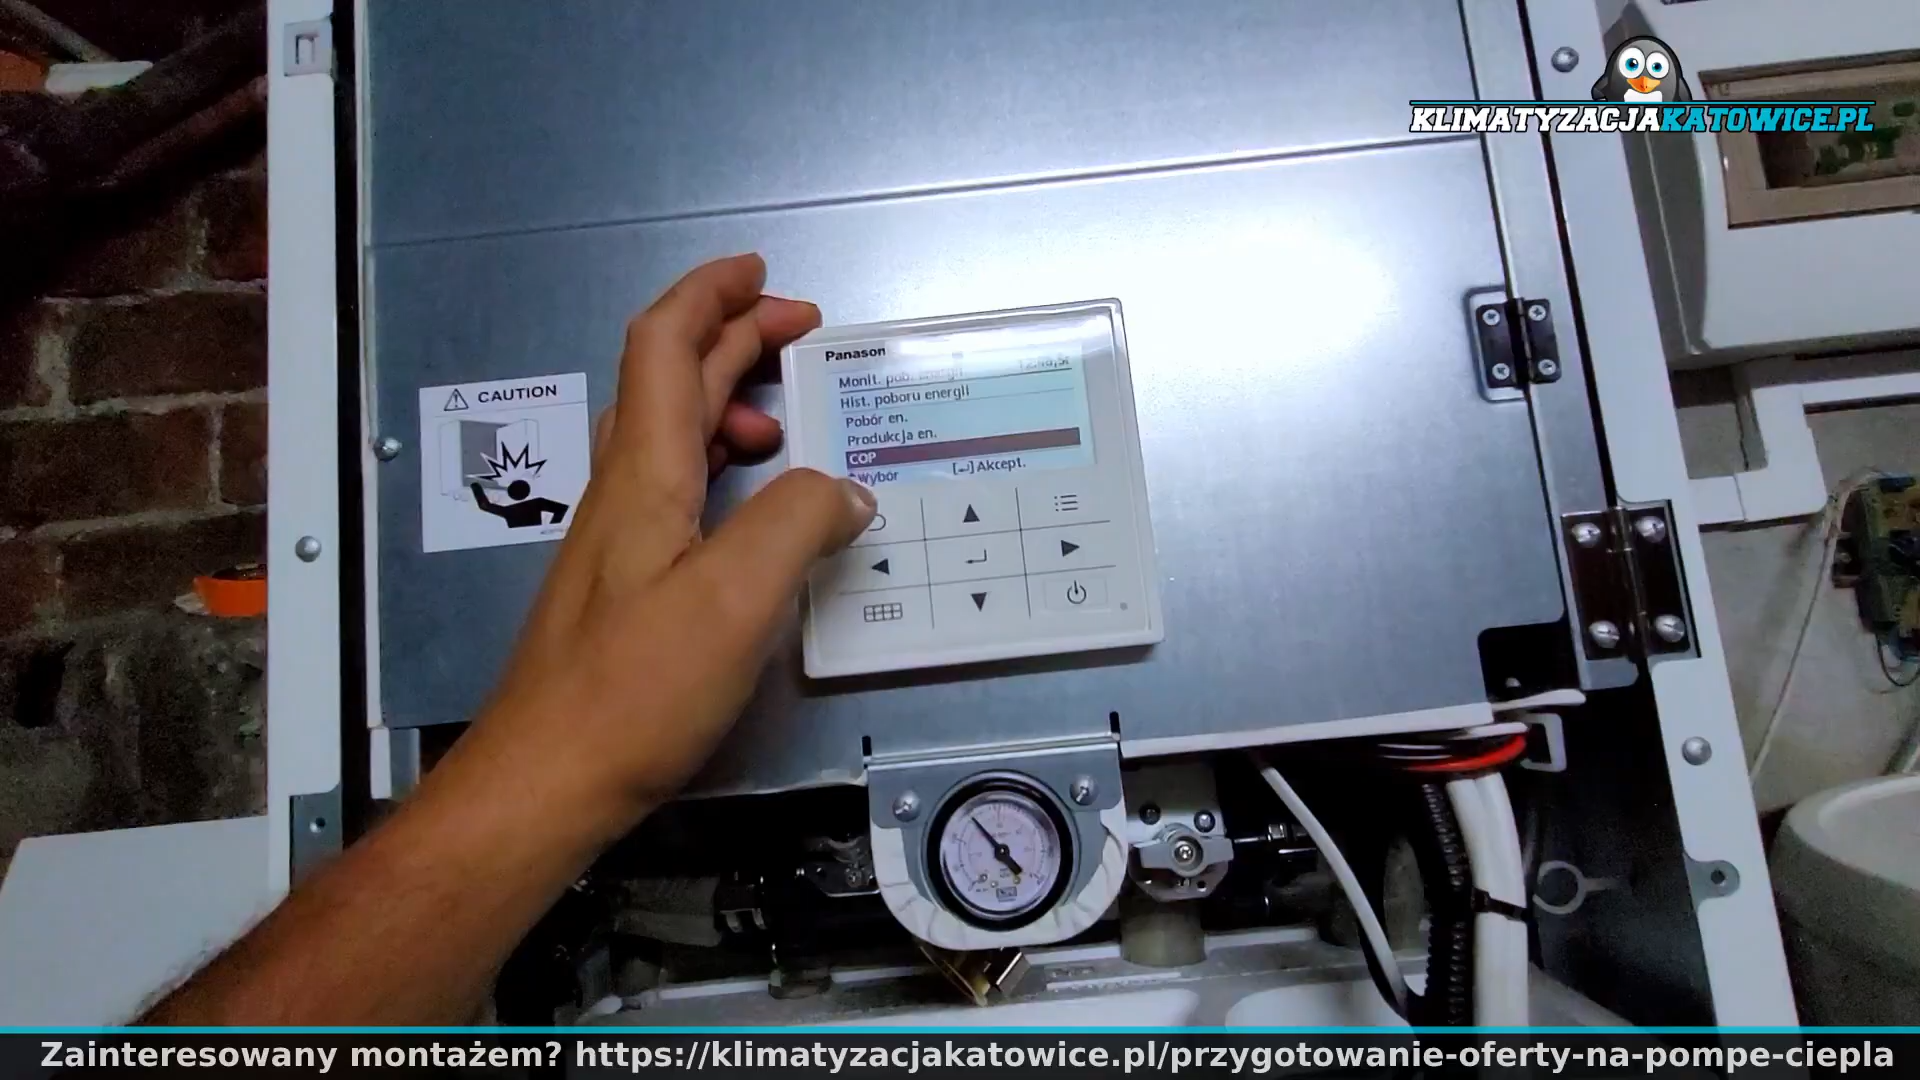 KLIMATYZACJAKATOWICE.PL
Panason
Monit. pob. energii
Hist. poboru energii
Pobór en.
Produkcja en.
COP
Wybór [↵] Akcept.
⚠ CAUTION
Zainteresowany montażem? https://klimatyzacjakatowice.pl/przygotowanie-oferty-na-pompe-ciepla